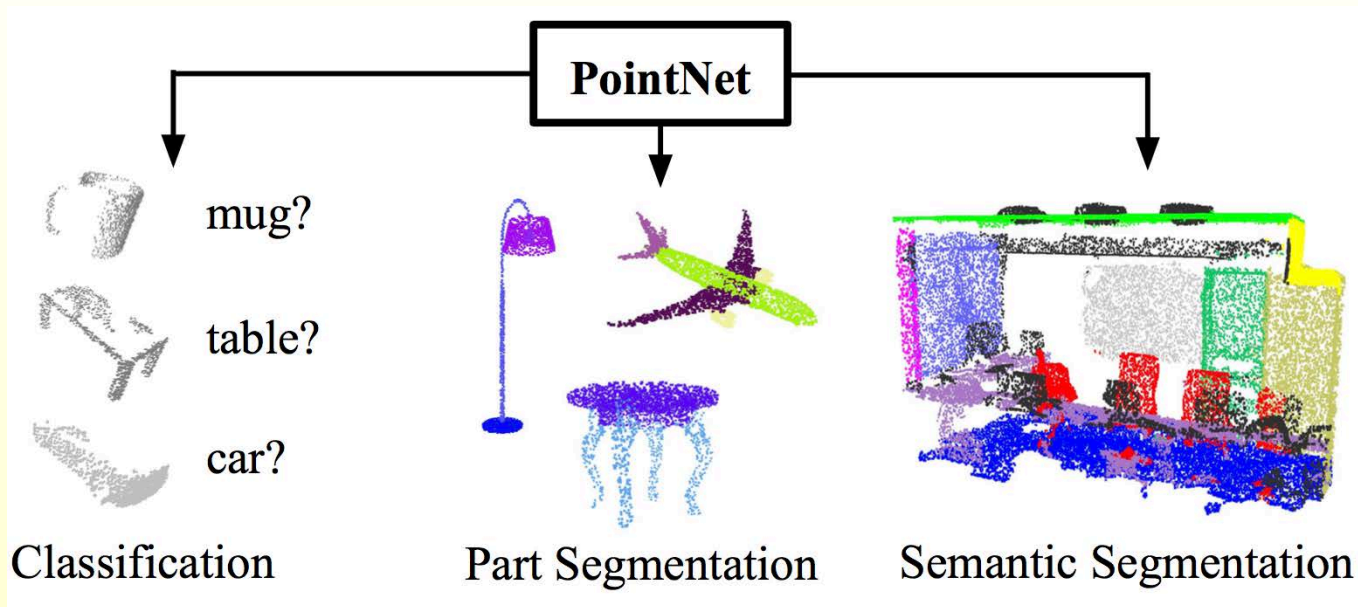 PointNet
mug?
table?
car?
Classification
Part Segmentation
Semantic Segmentation